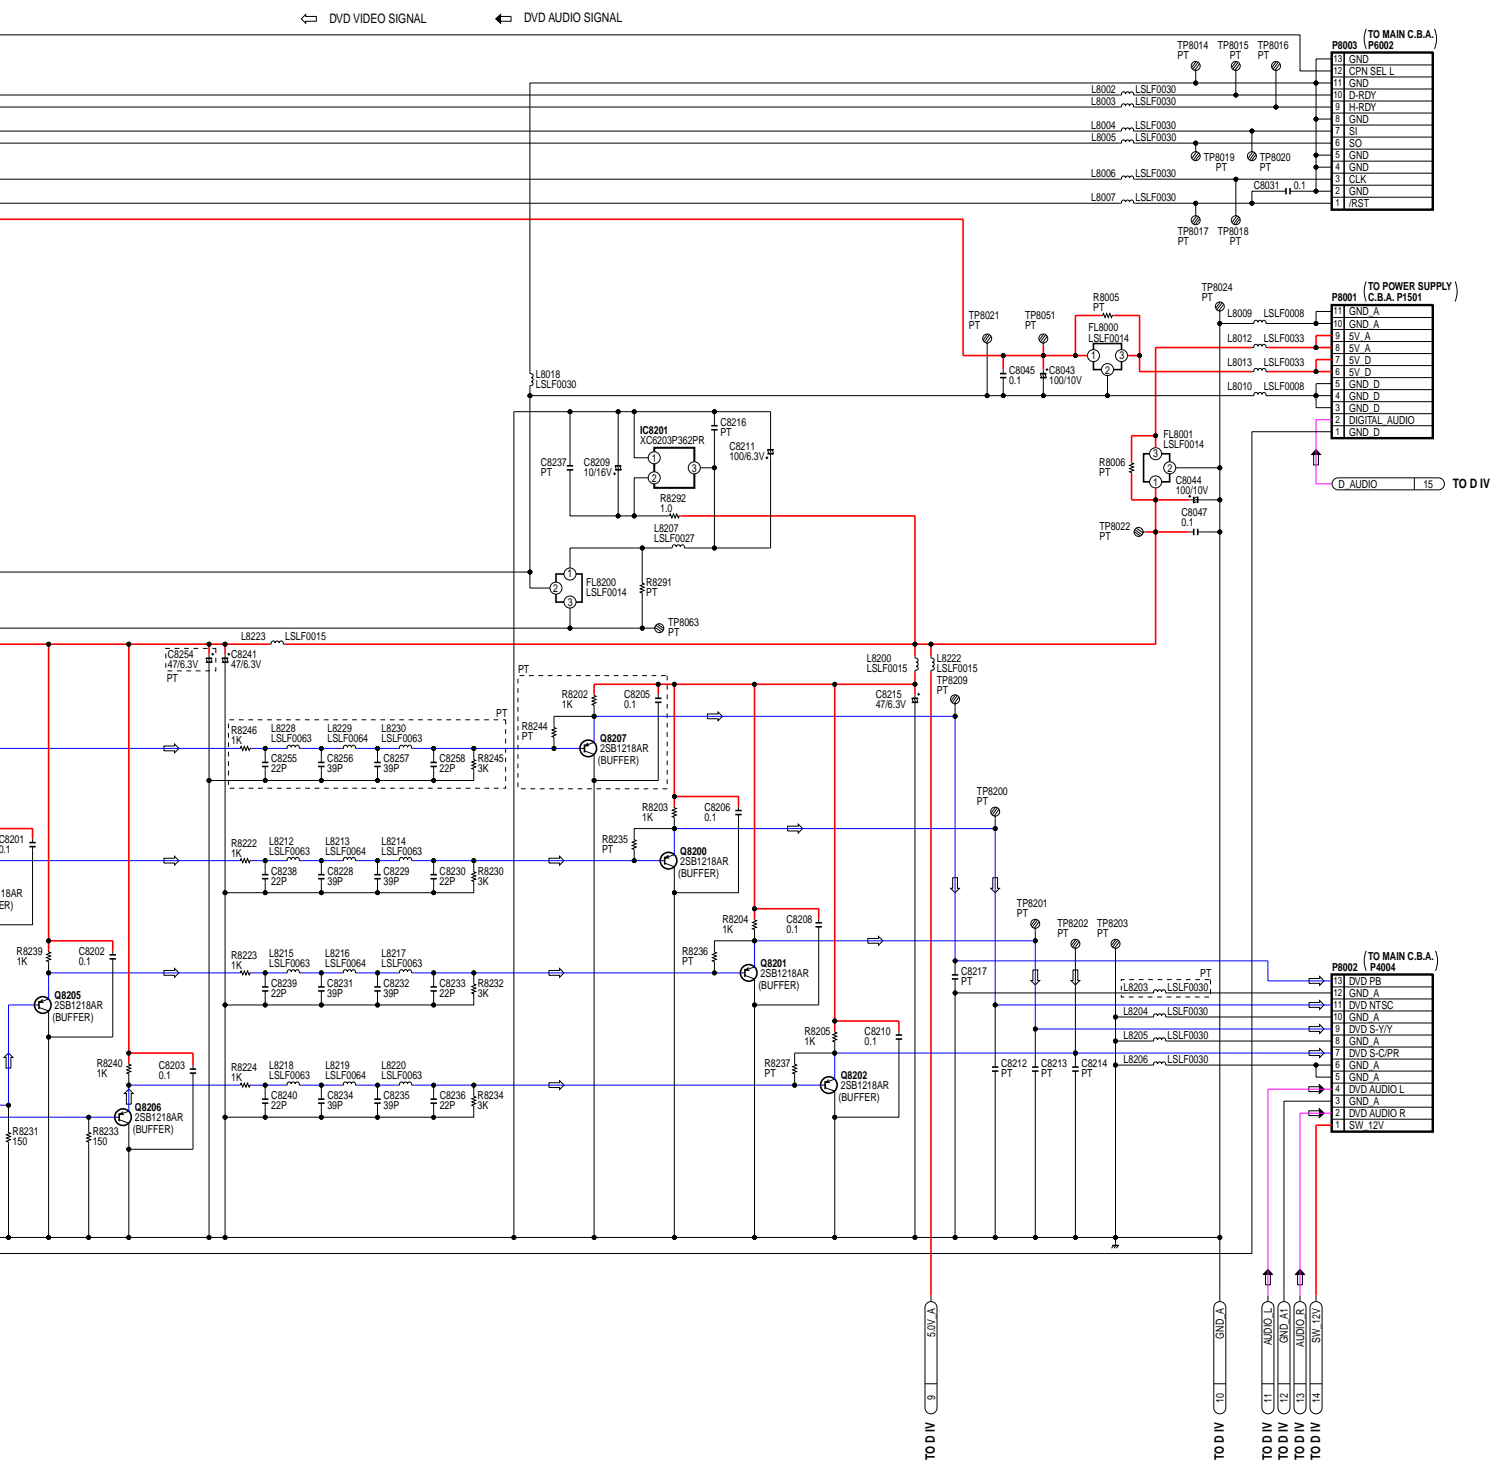 DVD VIDEO SIGNAL
DVD AUDIO SIGNAL
(TO MAIN C.B.A.)
P8003 P6002
13 GND
12 CPN SEL L
11 GND
10 D-RDY
9 H-RDY
8 GND
7 SI
6 SO
5 GND
4 GND
3 CLK
2 GND
1 /RST
TP8014
PT
TP8015
PT
TP8016
PT
L8002 LSLF0030
L8003 LSLF0030
L8004 LSLF0030
L8005 LSLF0030
TP8019
PT
TP8020
PT
L8006 LSLF0030
C8031 0.1
L8007 LSLF0030
TP8017
PT
TP8018
PT
(TO POWER SUPPLY)
P8001 C.B.A. P1501
11 GND_A
10 GND_A
9 5V_A
8 5V_A
7 5V_D
6 5V_D
5 GND_D
4 GND_D
3 GND_D
2 DIGITAL_AUDIO
1 GND_D
D_AUDIO 15 TO D IV
TP8024
PT
L8009 LSLF0008
L8012 LSLF0033
L8013 LSLF0033
L8010 LSLF0008
TP8021
PT
TP8051
PT
R8005
PT
FL8000
LSLF0014
1
3
2
C8045
0.1
C8043
100/10V
L8018
LSLF0030
IC8201
XC6203P362PR
1
2
3
C8216
PT
C8211
100/6.3V
C8237
PT
C8209
10/16V
R8292
1.0
L8207
LSLF0027
FL8200
LSLF0014
1
2
3
R8291
PT
TP8063
PT
FL8001
LSLF0014
3
2
1
R8006
PT
C8044
100/10V
C8047
0.1
TP8022
PT
L8223 LSLF0015
C8254
47/6.3V
PT
C8241
47/6.3V
L8200
LSLF0015
L8222
LSLF0015
TP8209
PT
C8215
47/6.3V
PT
R8202
1K
C8205
0.1
R8244
PT
Q8207
2SB1218AR
(BUFFER)
PT
R8246
1K
L8228
LSLF0063
L8229
LSLF0064
L8230
LSLF0063
C8255
22P
C8256
39P
C8257
39P
C8258
22P
R8245
3K
TP8200
PT
R8203
1K
C8206
0.1
R8235
PT
Q8200
2SB1218AR
(BUFFER)
R8222
1K
L8212
LSLF0063
L8213
LSLF0064
L8214
LSLF0063
C8238
22P
C8228
39P
C8229
39P
C8230
22P
R8230
3K
C8201
0.1
18AR
ER)
TP8201
PT
TP8202
PT
TP8203
PT
R8204
1K
C8208
0.1
R8236
PT
Q8201
2SB1218AR
(BUFFER)
R8239
1K
C8202
0.1
Q8205
2SB1218AR
(BUFFER)
R8223
1K
L8215
LSLF0063
L8216
LSLF0064
L8217
LSLF0063
C8239
22P
C8231
39P
C8232
39P
C8233
22P
R8232
3K
C8217
PT
PT
L8203 LSLF0030
L8204 LSLF0030
L8205 LSLF0030
L8206 LSLF0030
(TO MAIN C.B.A.)
P8002 P4004
13 DVD PB
12 GND_A
11 DVD NTSC
10 GND_A
9 DVD S-Y/Y
8 GND_A
7 DVD S-C/PR
6 GND_A
5 GND_A
4 DVD AUDIO L
3 GND_A
2 DVD AUDIO R
1 SW_12V
R8205
1K
C8210
0.1
R8237
PT
Q8202
2SB1218AR
(BUFFER)
C8212
PT
C8213
PT
C8214
PT
R8240
1K
C8203
0.1
Q8206
2SB1218AR
(BUFFER)
R8231
150
R8233
150
R8224
1K
L8218
LSLF0063
L8219
LSLF0064
L8220
LSLF0063
C8240
22P
C8234
39P
C8235
39P
C8236
22P
R8234
3K
5.0V_A 9 TO D IV
GND_A 10 TO D IV
AUDIO_L 11 TO D IV
GND_A1 12 TO D IV
AUDIO_R 13 TO D IV
SW_12V 14 TO D IV